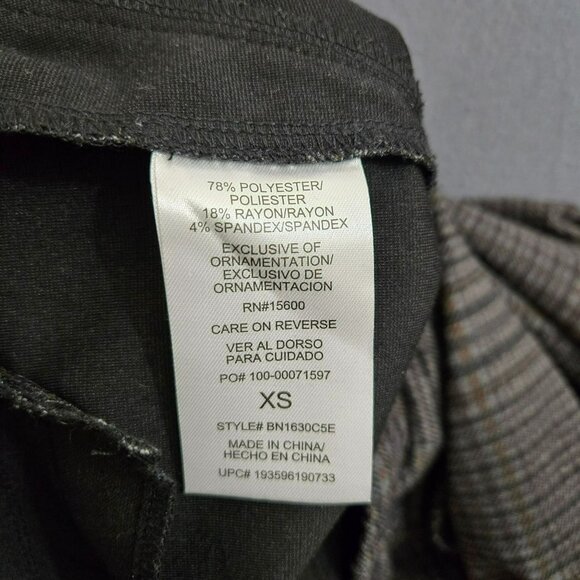 78% POLYESTER/
POLIESTER
18% RAYON/RAYON
4% SPANDEX/SPANDEX
EXCLUSIVE OF
ORNAMENTATION/
EXCLUSIVO DE
ORNAMENTACION
RN#15600
CARE ON REVERSE
VER AL DORSO
PARA CUIDADO
PO# 100-00071597
XS
STYLE# BN1630C5E
MADE IN CHINA/
HECHO EN CHINA
UPC# 193596190733